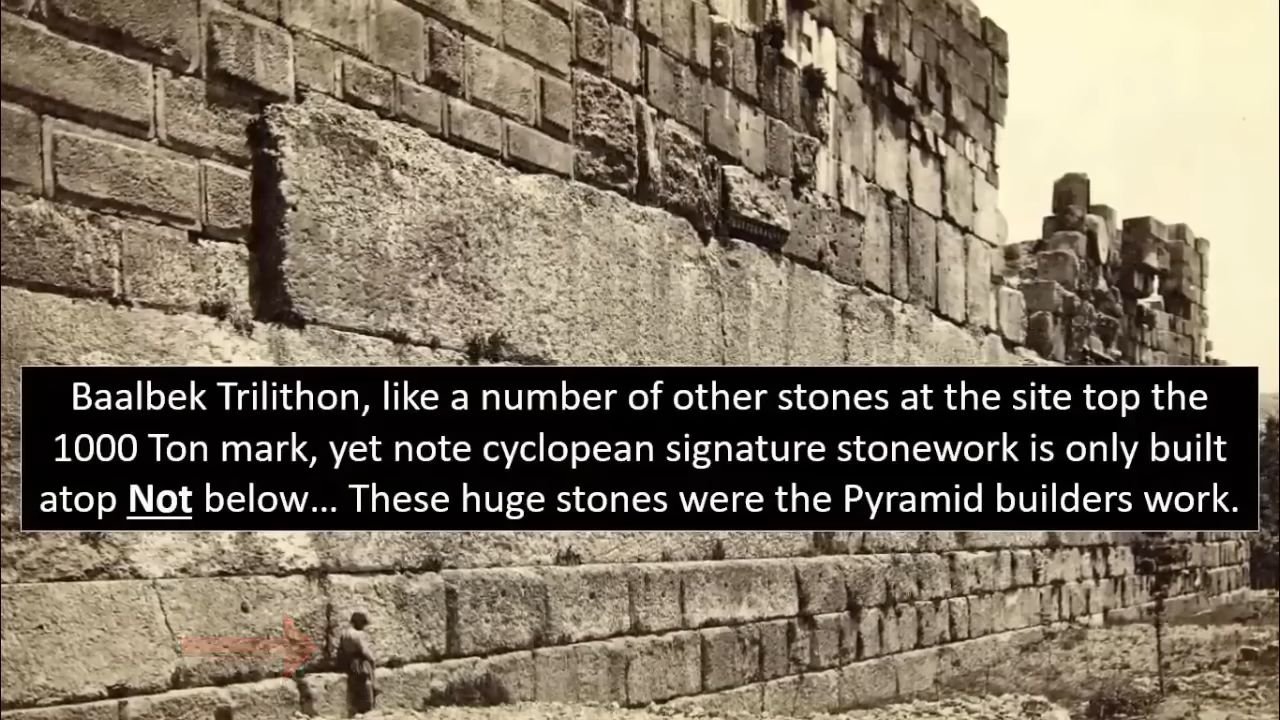 Baalbek Trilithon, like a number of other stones at the site top the
1000 Ton mark, yet note cyclopean signature stonework is only built
atop Not below... These huge stones were the Pyramid builders work.